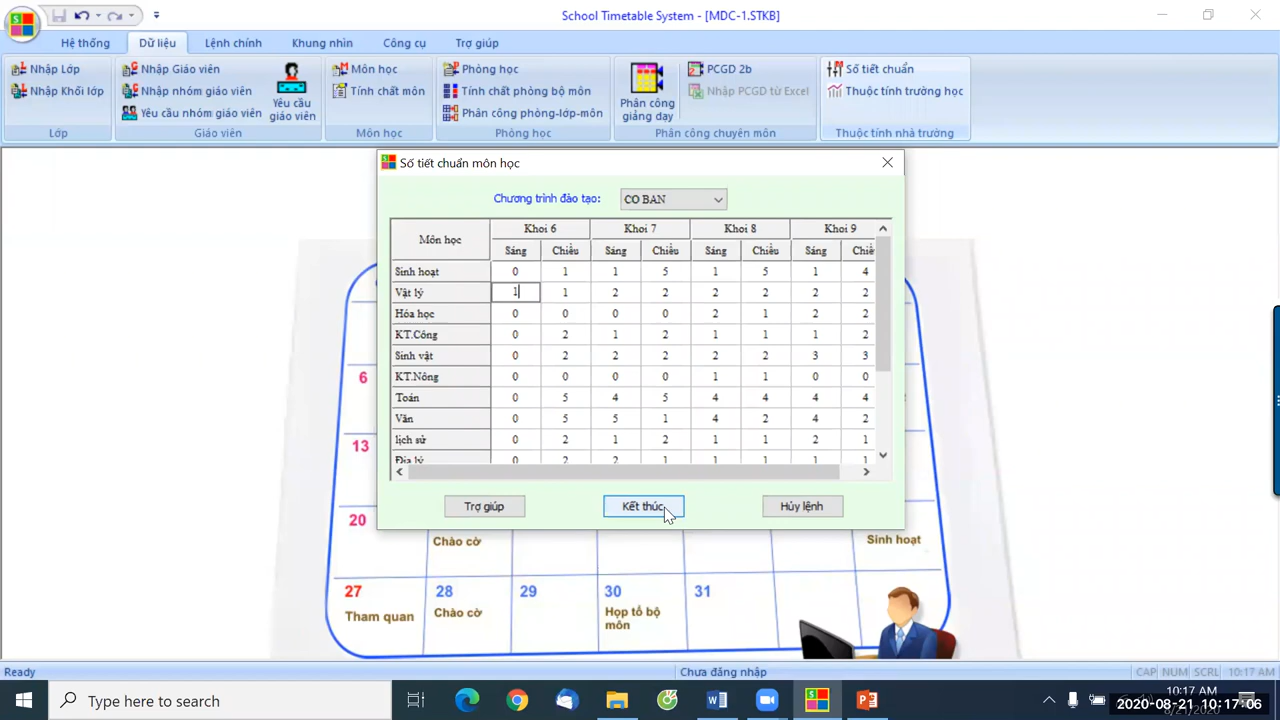 School Timetable System - [MDC-1.STKB]
Hệ thống Dữ liệu Lệnh chính Khung nhìn Công cụ Trợ giúp
Nhập Lớp
Nhập Khối lớp
Lớp
Nhập Giáo viên
Nhập nhóm giáo viên
Yêu cầu nhóm giáo viên
Yêu cầu
giáo viên
Giáo viên
Môn học
Tính chất môn
Môn học
Phòng học
Tính chất phòng bộ môn
Phân công phòng-lớp-môn
Phòng học
Phân công
giảng dạy
PCGD 2b
Nhập PCGD từ Excel
Phân công chuyên môn
Số tiết chuẩn
Thuộc tính trường học
Thuộc tính nhà trường
Số tiết chuẩn môn học
Chương trình đào tạo: CO BAN
Môn học Khoi 6 Khoi 7 Khoi 8 Khoi 9
Sáng Chiều Sáng Chiều Sáng Chiều Sáng Chiề
Sinh hoạt 0 1 1 5 1 5 1 4
Vật lý 1 1 2 2 2 2 2 2
Hóa học 0 0 0 0 2 1 2 2
KT.Công 0 2 1 2 1 1 1 2
Sinh vật 0 2 2 2 2 2 3 3
KT.Nông 0 0 0 0 1 1 0 0
Toán 0 5 4 5 4 4 4 4
Văn 0 5 5 1 4 2 4 2
lịch sử 0 2 1 2 1 1 2 1
Địa lý 0 2 2 1 1 1 1 1
Trợ giúp Kết thúc Hủy lệnh
6
13
20
Chào cờ
Sinh hoạt
27 28 29 30 31
Tham quan
Chào cờ
Họp tổ bộ
môn
Ready Chưa đăng nhập CAP NUM SCRL 10:17 AM
Type here to search
10:17 AM
2020-08-21 10:17:06